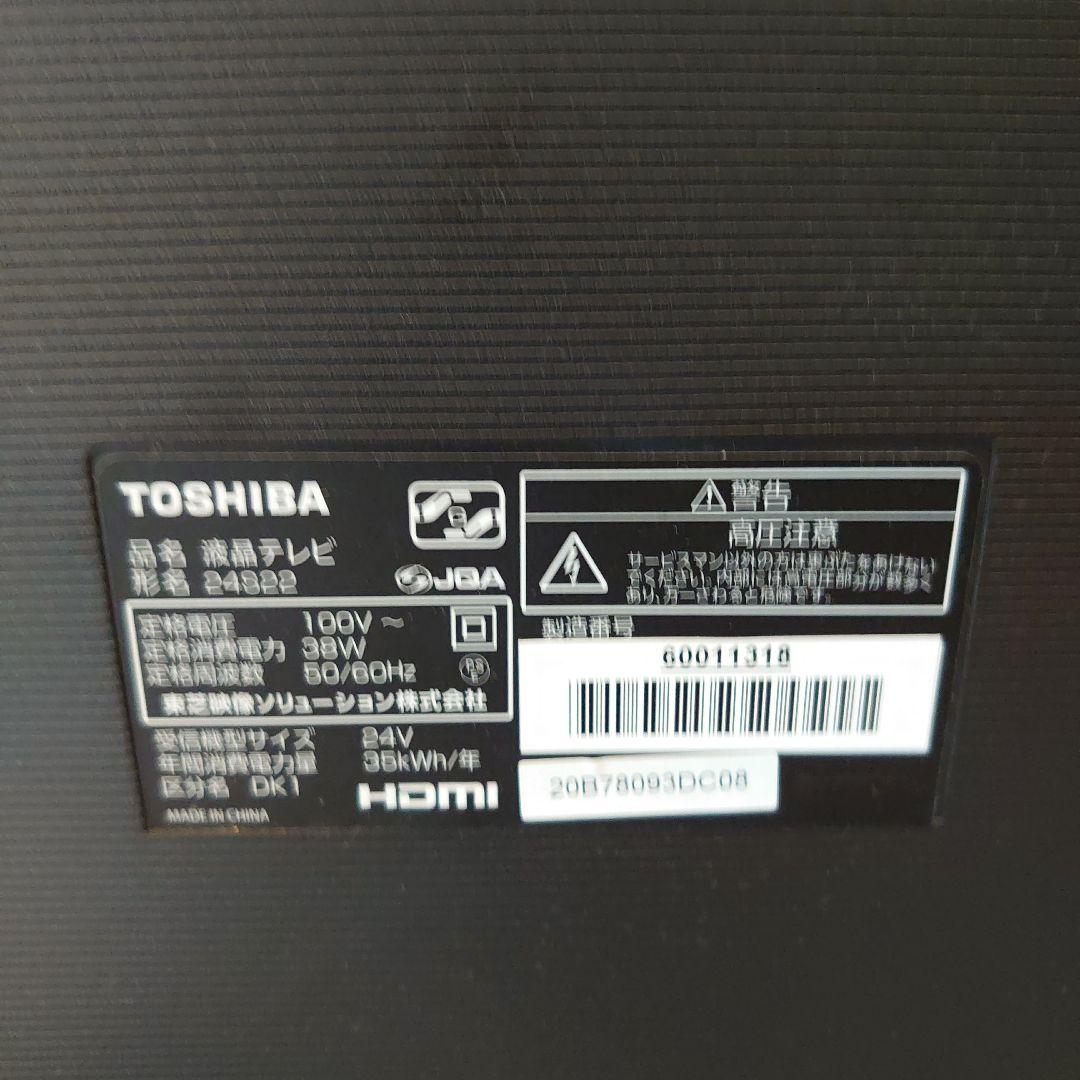 TOSHIBA
品名 液晶テレビ
形名 24S22
JQA
定格電圧 100V ~
定格消費電力 38W
定格周波数 50/60Hz
東芝映像ソリューション株式会社
受信機型サイズ 24V
年間消費電力量 35kWh/年
区分名 DK1
HDMI
MADE IN CHINA
警告
高圧注意
サービスマン以外の方は裏ぶたをあけない
でください。内部には高電圧部分が数多く
あり、万一さわると危険です。
製造番号
60011318
20B78093DC08